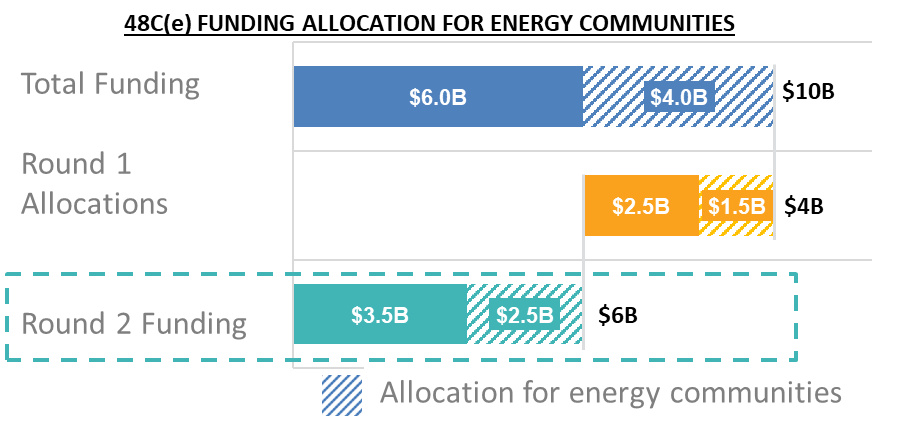 48C(e) FUNDING ALLOCATION FOR ENERGY COMMUNITIES
Total Funding
$6.0B
$4.0B
$10B
Round 1
Allocations
$2.5B
$1.5B
$4B
Round 2 Funding
$3.5B
$2.5B
$6B
Allocation for energy communities